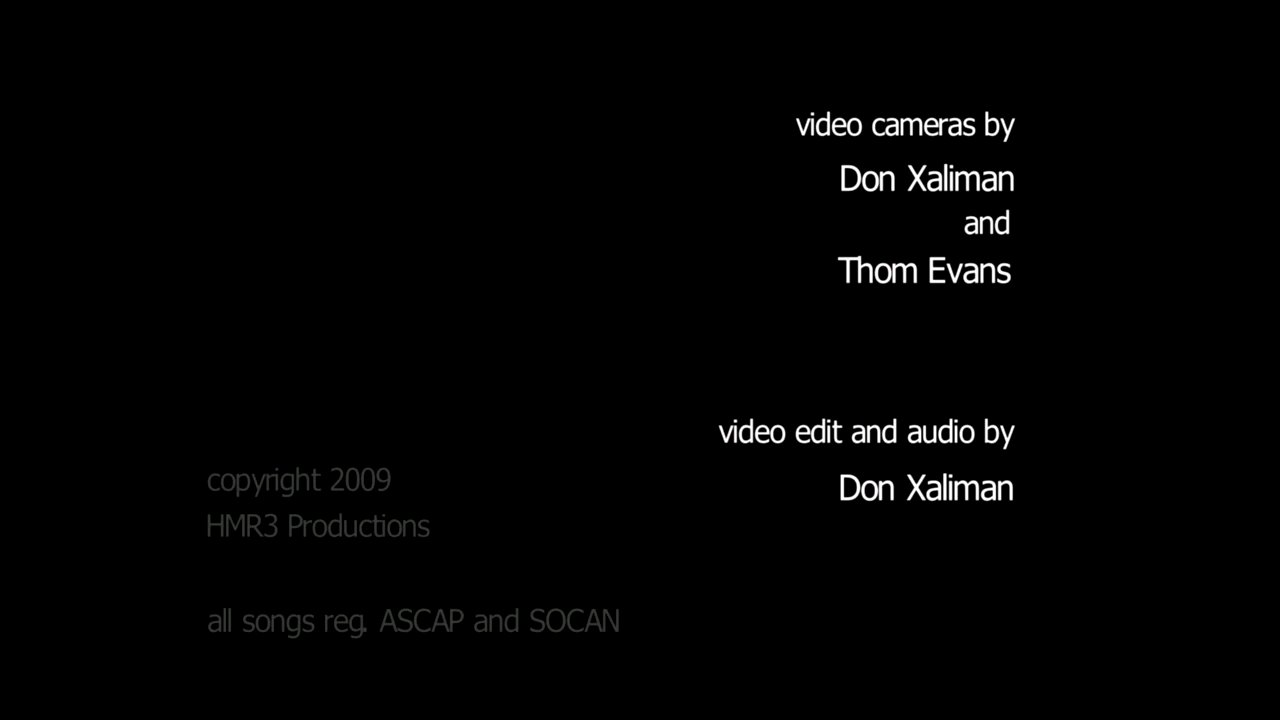 video cameras by
Don Xaliman
and
Thom Evans
video edit and audio by
Don Xaliman
copyright 2009
HMR3 Productions
all songs reg. ASCAP and SOCAN